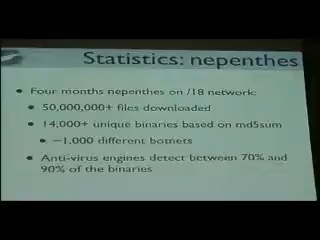 Statistics: nepenthes
• Four months nepenthes on /18 network:
• 50,000,000+ files downloaded
• 14,000+ unique binaries based on md5sum
• ~1,000 different botnets
• Anti-virus engines detect between 70% and
90% of the binaries